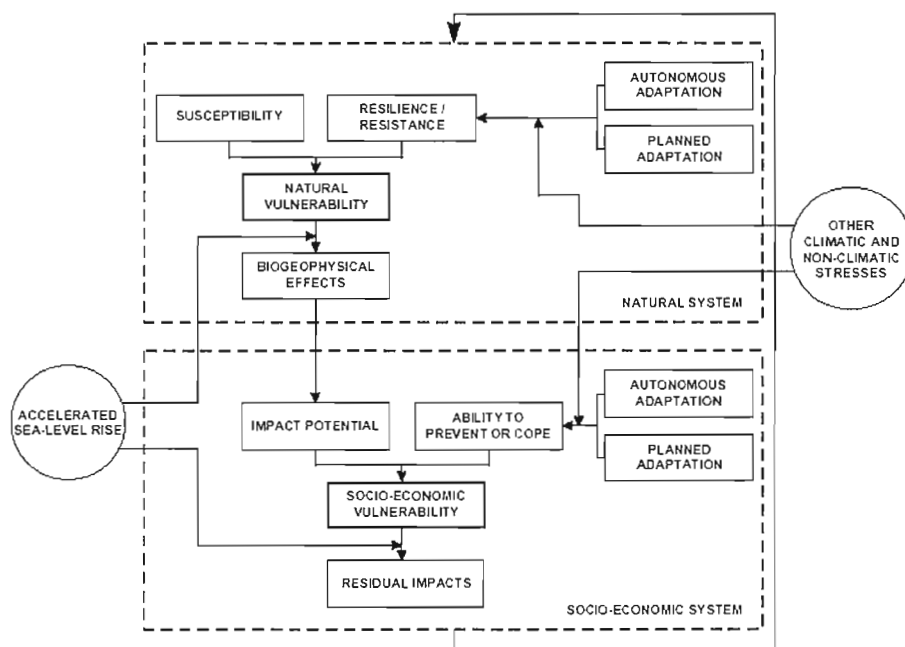 AUTONOMOUS
ADAPTATION
SUSCEPTIBILITY
RESILIENCE /
RESISTANCE
PLANNED
ADAPTATION
NATURAL
VULNERABILITY
OTHER
CLIMATIC AND
NON-CLIMATIC
STRESSES
BIOGEOPHYSICAL
EFFECTS
NATURAL SYSTEM
AUTONOMOUS
ADAPTATION
ACCELERATED
SEA-LEVEL RISE
IMPACT POTENTIAL
ABILITY TO
PREVENT OR COPE
PLANNED
ADAPTATION
SOCIO-ECONOMIC
VULNERABILITY
RESIDUAL IMPACTS
SOCIO-ECONOMIC SYSTEM